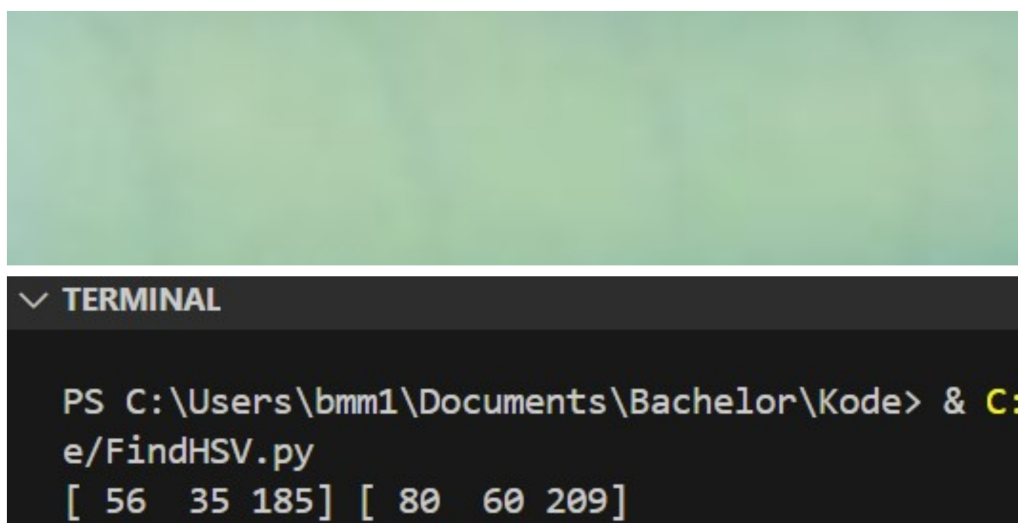 TERMINAL
PS C:\Users\bmm1\Documents\Bachelor\Kode> & C:
e/FindHSV.py
[ 56  35 185] [ 80  60 209]